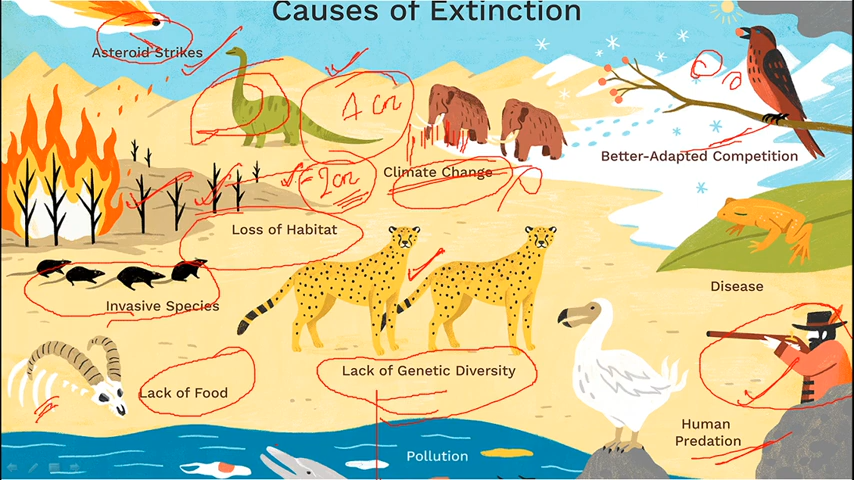 Causes of Extinction
Asteroid Strikes
Better-Adapted Competition
Climate Change
Loss of Habitat
Disease
Invasive Species
Lack of Food
Lack of Genetic Diversity
Human
Predation
Pollution